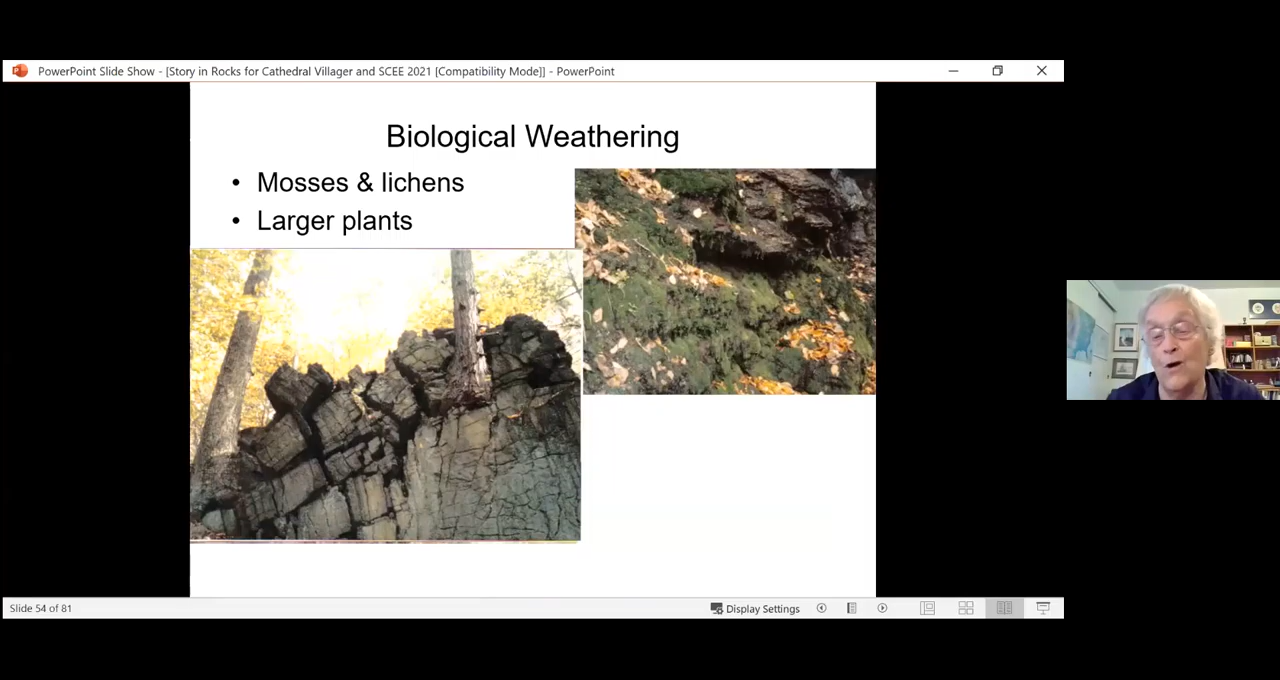 PowerPoint Slide Show - [Story in Rocks for Cathedral Villager and SCEE 2021 [Compatibility Mode]] - PowerPoint
Biological Weathering
• Mosses & lichens
• Larger plants
Slide 54 of 81
Display Settings